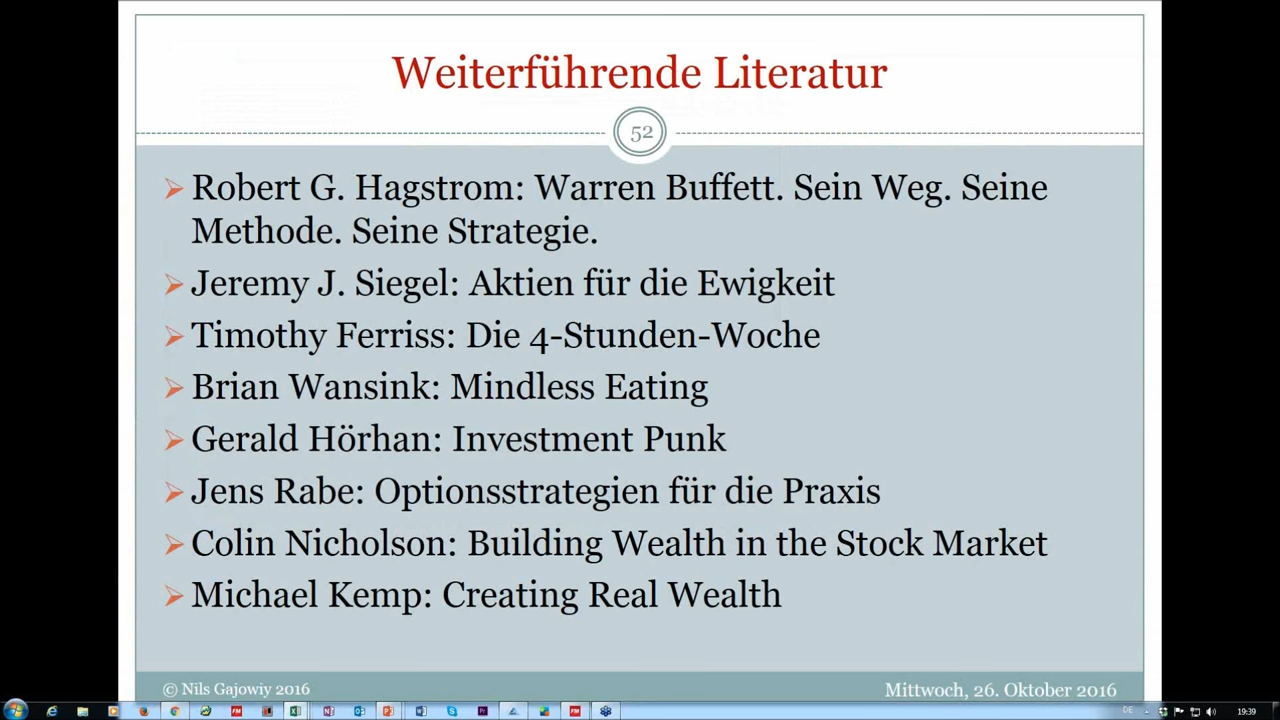 Weiterführende Literatur
52
Robert G. Hagstrom: Warren Buffett. Sein Weg. Seine
Methode. Seine Strategie.
Jeremy J. Siegel: Aktien für die Ewigkeit
Timothy Ferriss: Die 4-Stunden-Woche
Brian Wansink: Mindless Eating
Gerald Hörhan: Investment Punk
Jens Rabe: Optionsstrategien für die Praxis
Colin Nicholson: Building Wealth in the Stock Market
Michael Kemp: Creating Real Wealth
© Nils Gajowiy 2016
Mittwoch, 26. Oktober 2016
DE
19:39